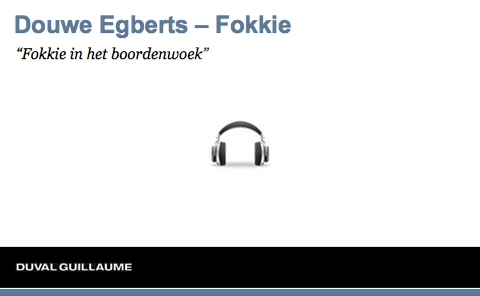 Douwe Egberts – Fokkie
“Fokkie in het boordenwoek”
DUVAL GUILLAUME